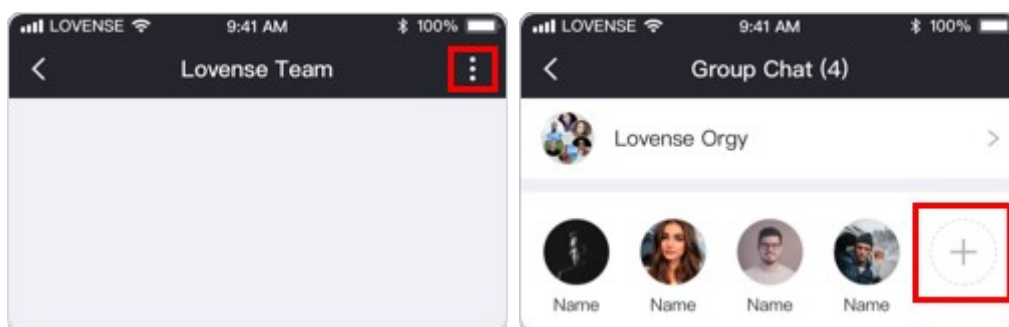 LOVENSE 9:41 AM 100%
Lovense Team
LOVENSE 9:41 AM 100%
Group Chat (4)
Lovense Orgy
Name Name Name Name